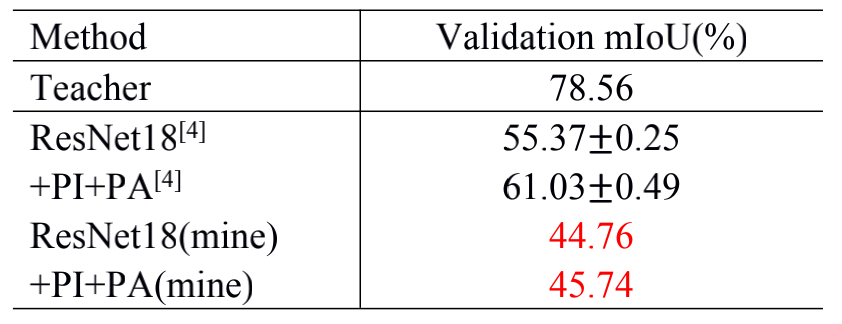 Method Validation mIoU(%)
Teacher 78.56
ResNet18[4] 55.37±0.25
+PI+PA[4] 61.03±0.49
ResNet18(mine) 44.76
+PI+PA(mine) 45.74